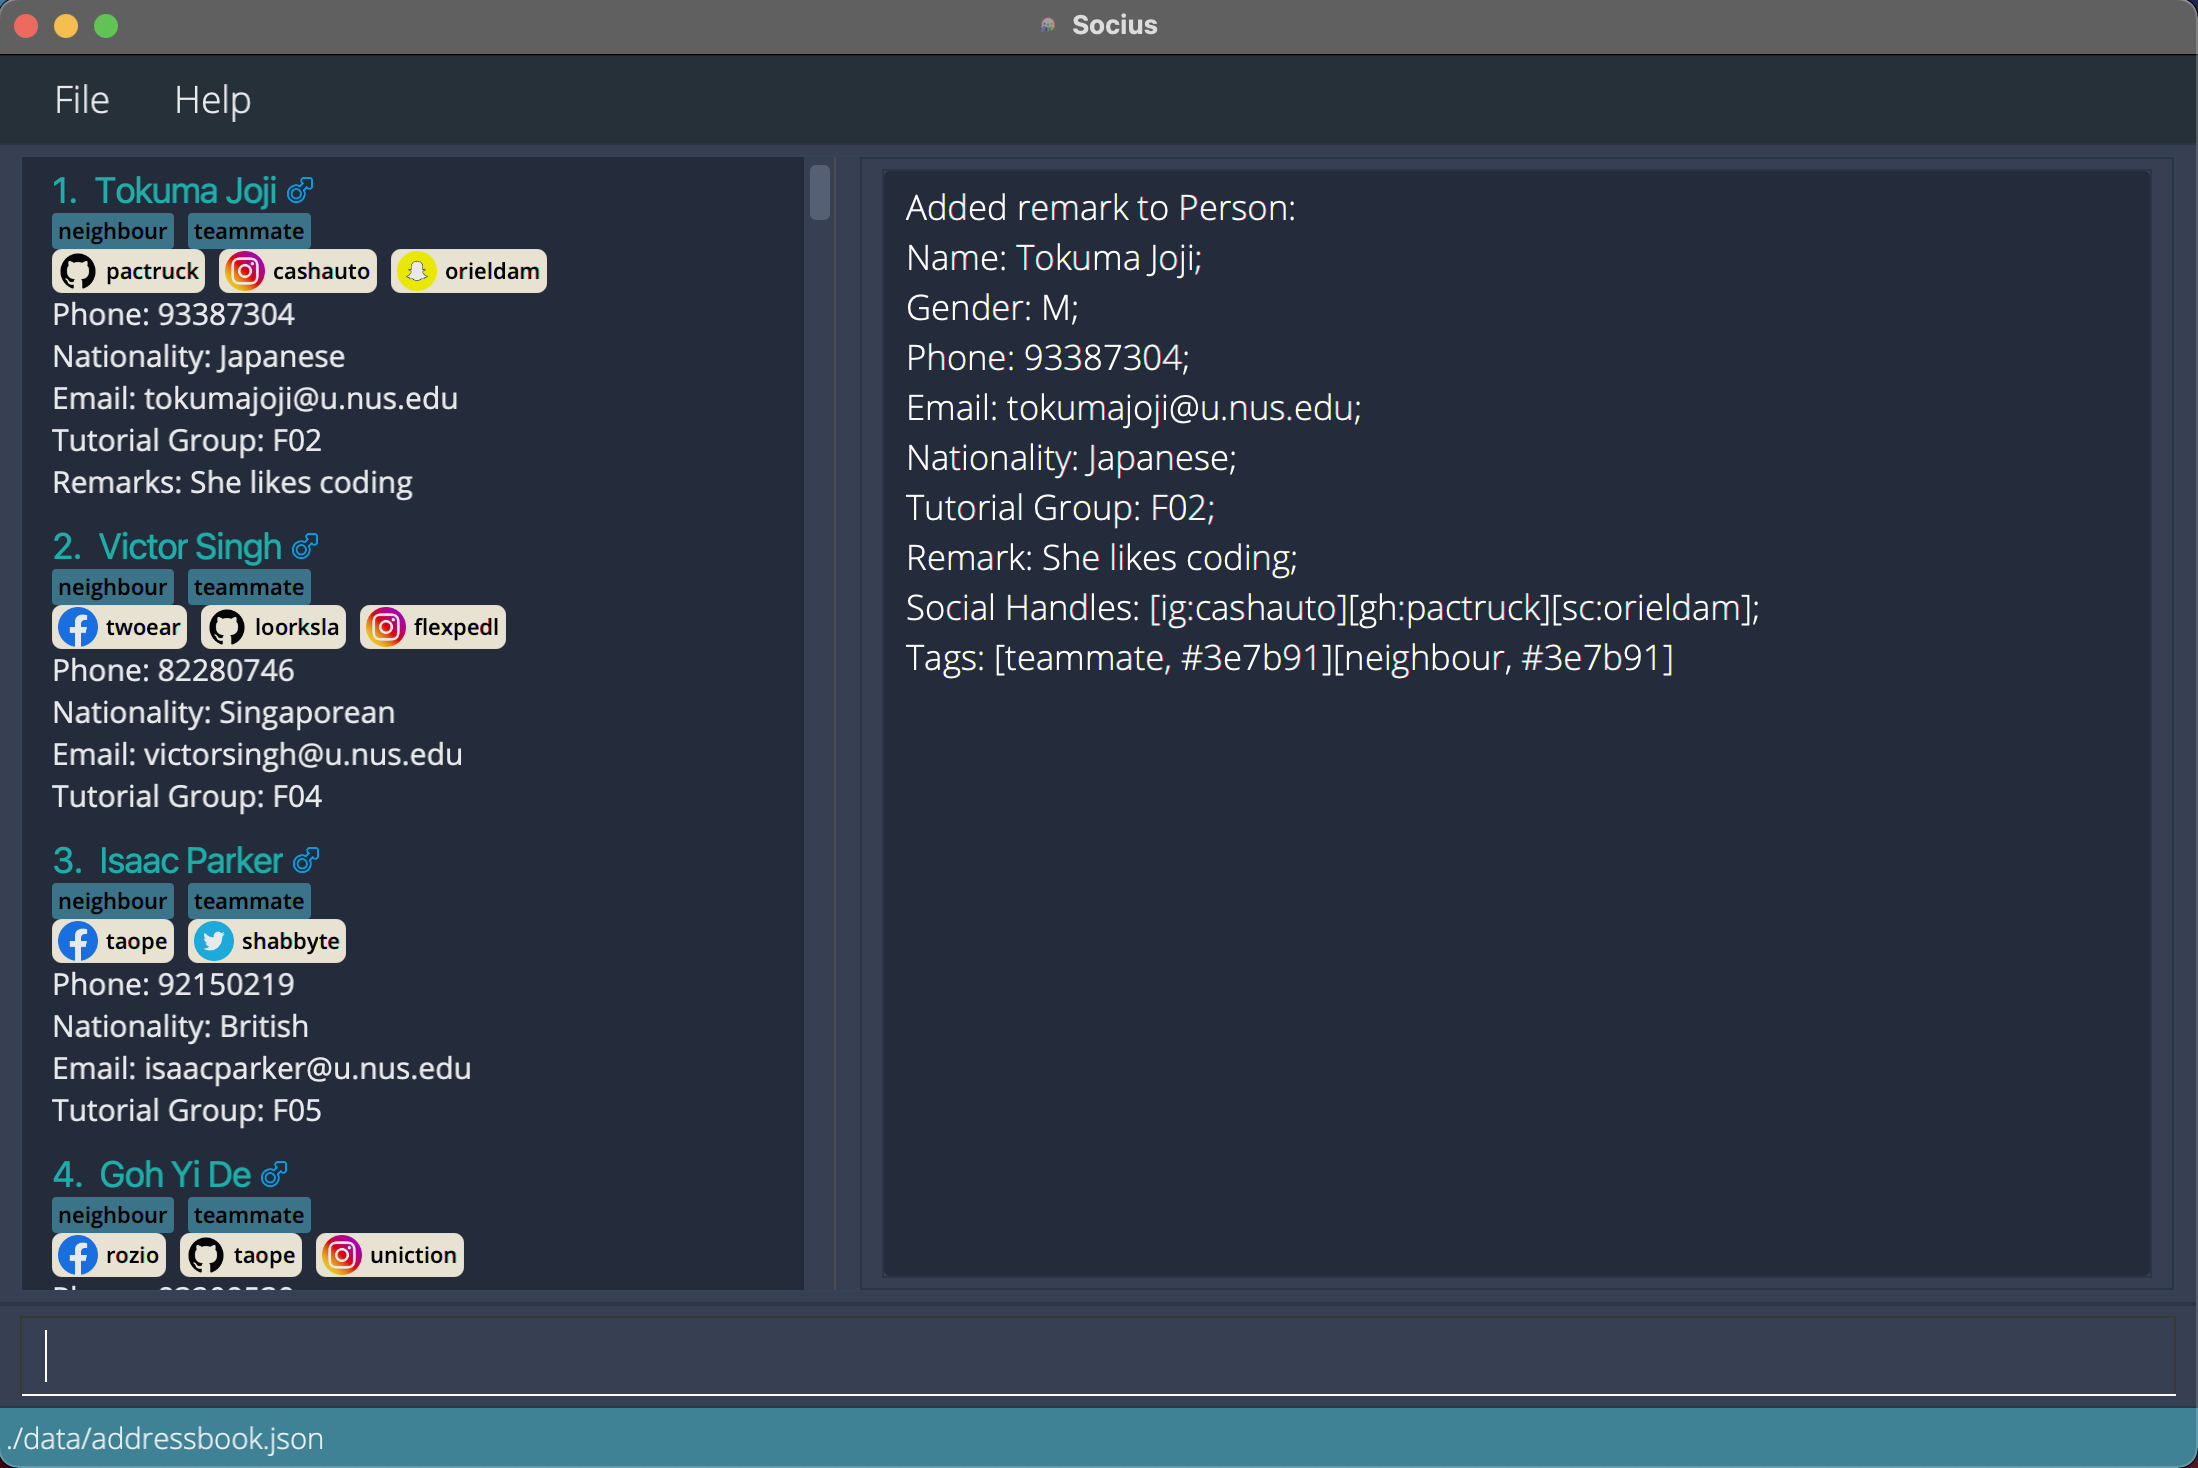 Socius
File Help
1. Tokuma Joji
neighbour teammate
pactruck cashauto orieldam
Phone: 93387304
Nationality: Japanese
Email: tokumajoji@u.nus.edu
Tutorial Group: F02
Remarks: She likes coding
2. Victor Singh
neighbour teammate
twoear loorksla flexpedl
Phone: 82280746
Nationality: Singaporean
Email: victorsingh@u.nus.edu
Tutorial Group: F04
3. Isaac Parker
neighbour teammate
taope shabbyte
Phone: 92150219
Nationality: British
Email: isaacparker@u.nus.edu
Tutorial Group: F05
4. Goh Yi De
neighbour teammate
rozio taope uniction
Added remark to Person:
Name: Tokuma Joji;
Gender: M;
Phone: 93387304;
Email: tokumajoji@u.nus.edu;
Nationality: Japanese;
Tutorial Group: F02;
Remark: She likes coding;
Social Handles: [ig:cashauto][gh:pactruck][sc:orieldam];
Tags: [teammate, #3e7b91][neighbour, #3e7b91]
./data/addressbook.json